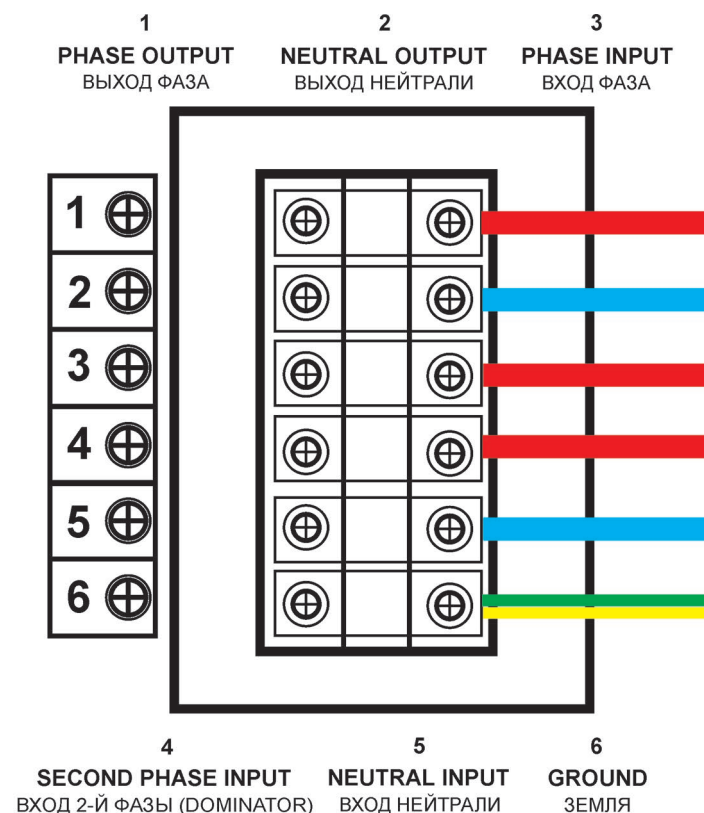 1
PHASE OUTPUT
ВЫХОД ФАЗА
2
NEUTRAL OUTPUT
ВЫХОД НЕЙТРАЛИ
3
PHASE INPUT
ВХОД ФАЗА
1
2
3
4
5
6
4
SECOND PHASE INPUT
ВХОД 2-Й ФАЗЫ (DOMINATOR)
5
NEUTRAL INPUT
ВХОД НЕЙТРАЛИ
6
GROUND
ЗЕМЛЯ